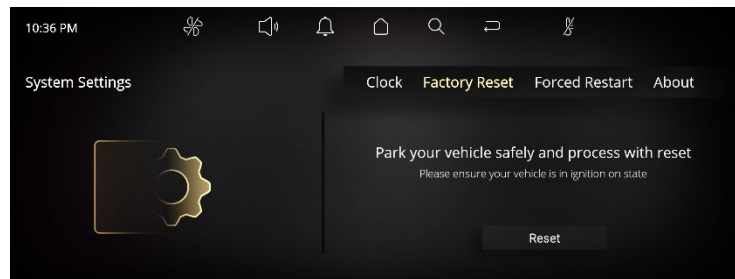 10:36 PM
System Settings
Clock Factory Reset Forced Restart About
Park your vehicle safely and process with reset
Please ensure your vehicle is in ignition on state
Reset